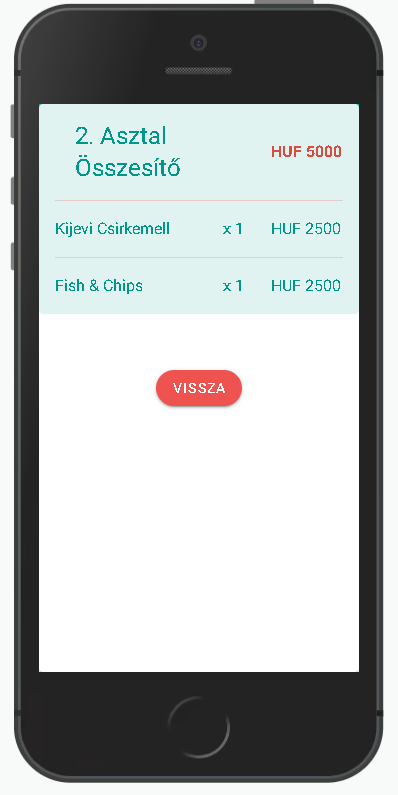 2. Asztal
Összesítő
HUF 5000
Kijevi Csirkemell x 1 HUF 2500
Fish & Chips x 1 HUF 2500
VISSZA